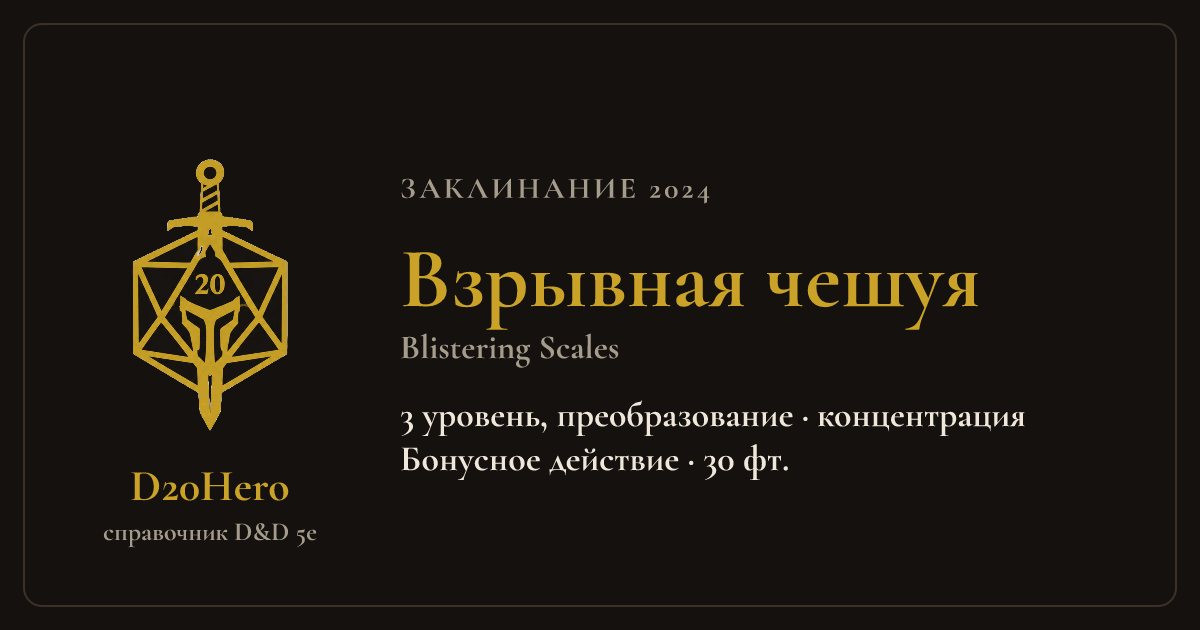 20
D20Hero
справочник D&D 5e
ЗАКЛИНАНИЕ 2024
Взрывная чешуя
Blistering Scales
3 уровень, преобразование · концентрация
Бонусное действие · 30 фт.